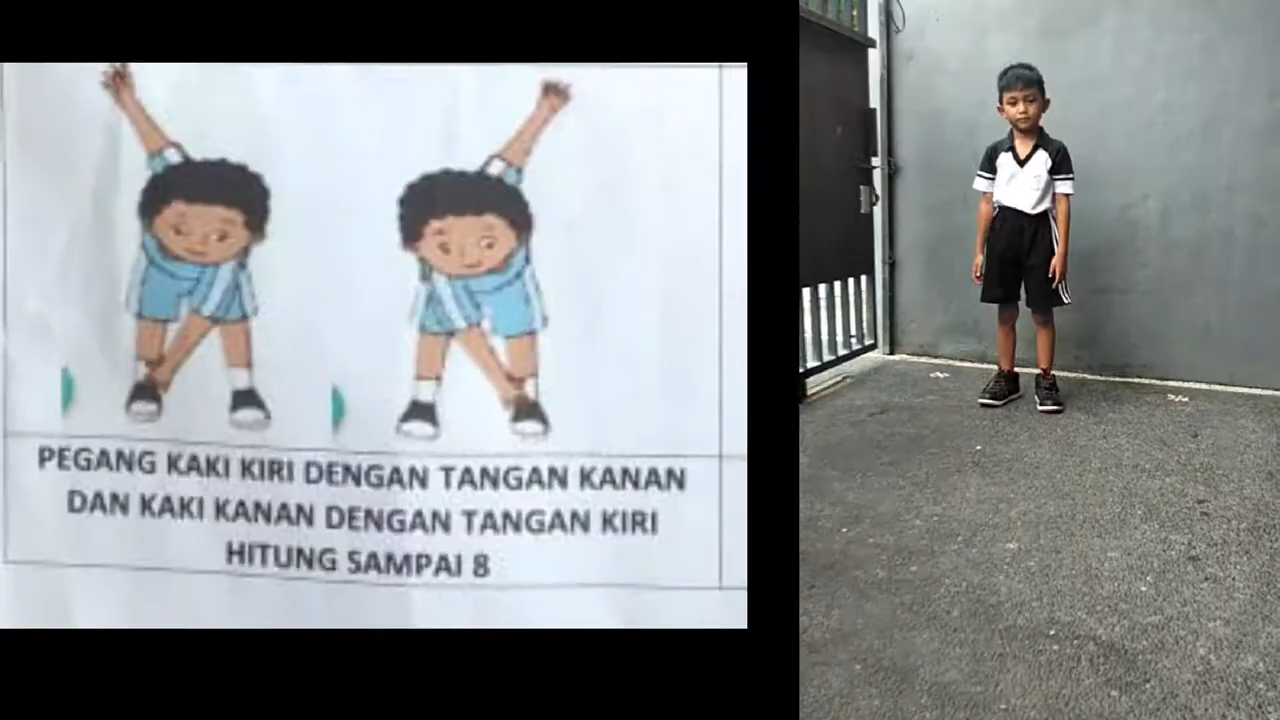 PEGANG KAKI KIRI DENGAN TANGAN KANAN
DAN KAKI KANAN DENGAN TANGAN KIRI
HITUNG SAMPAI 8